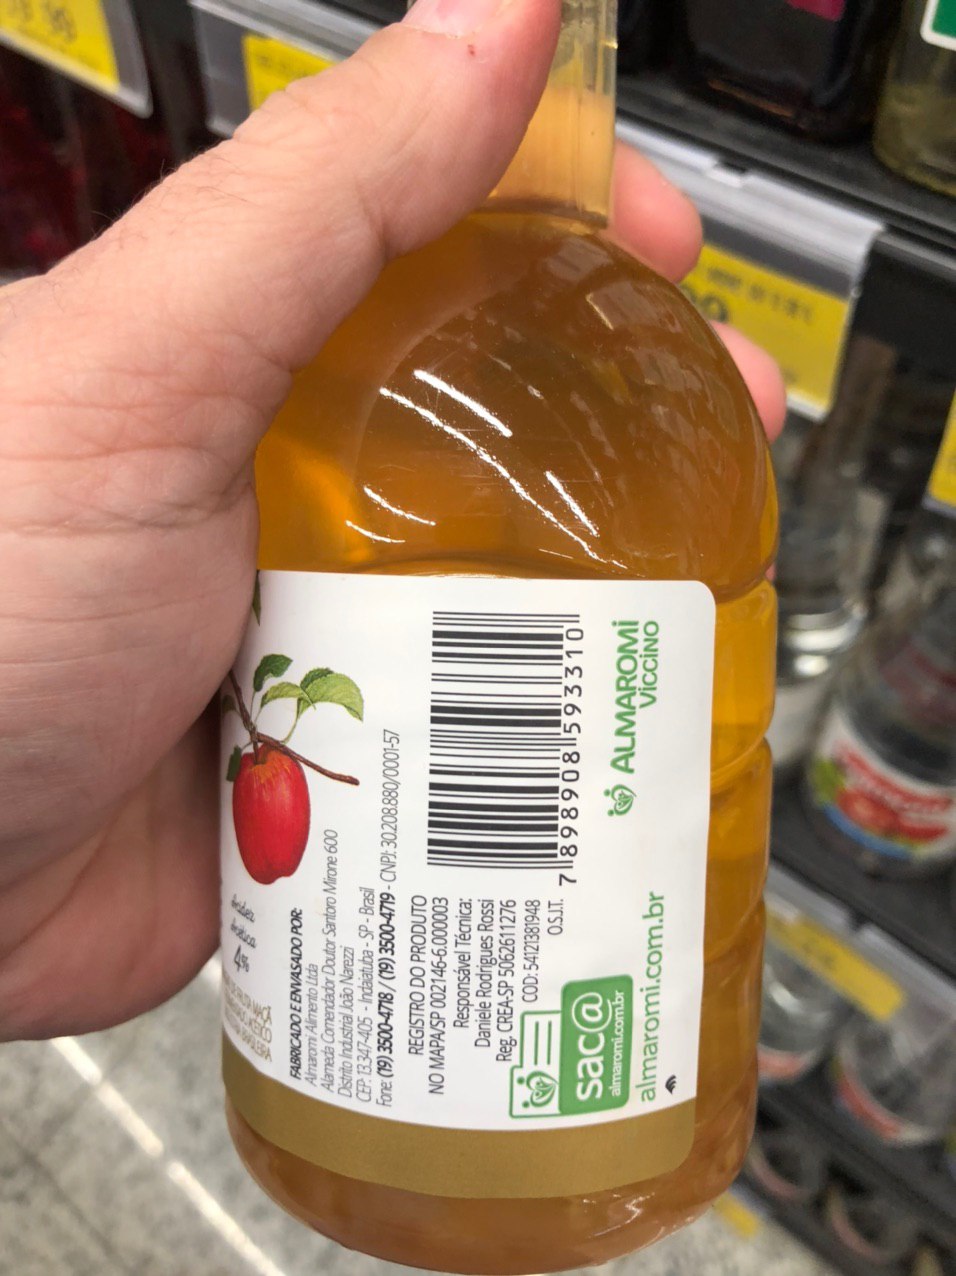 acidez
acética
4%
FABRICADO E ENVASADO POR:
Almaromi Alimento Ltda
Alameda Comendador Doutor Santoro Mirone 600
Distrito Industrial João Narezzi
CEP: 13.347-405 - Indaiatuba - SP - Brasil
Fone: (19) 3500-4718 / (19) 3500-4719 - CNPJ: 30.208.880/0001-57
REGISTRO DO PRODUTO
NO MAPA/SP 002146-6.000003
Responsável Técnica:
Daniele Rodrigues Rossi
Reg. CREA-SP 5062611276
COD: 54121381948
O.S.I.T.
7 898908 593310
sac@
almaromi.com.br
almaromi.com.br
ALMAROMI
VICCINO